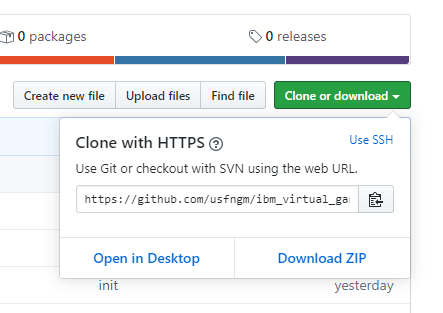 0 packages
0 releases
Create new file
Upload files
Find file
Clone or download
Clone with HTTPS
Use SSH
Use Git or checkout with SVN using the web URL.
https://github.com/usfngm/ibm_virtual_ga
Open in Desktop
Download ZIP
init
yesterday